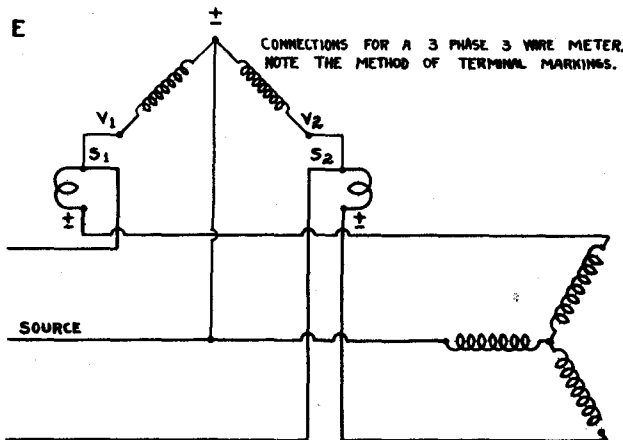 E
±
CONNECTIONS FOR A 3 PHASE 3 WIRE METER.
NOTE THE METHOD OF TERMINAL MARKINGS.
V1
V2
S1
S2
±
±
SOURCE